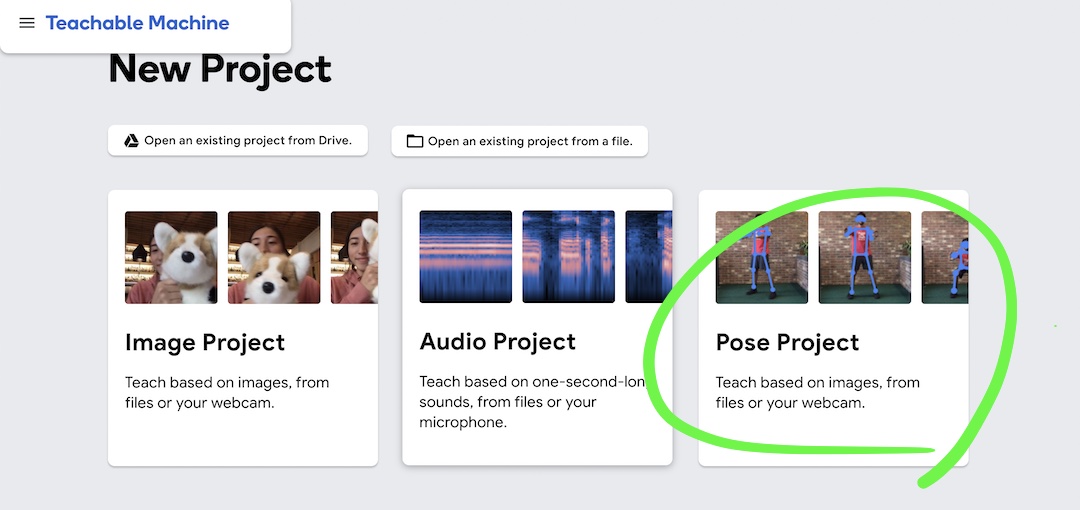 Teachable Machine
New Project
Open an existing project from Drive.
Open an existing project from a file.
Image Project
Teach based on images, from
files or your webcam.
Audio Project
Teach based on one-second-lon
sounds, from files or your
microphone.
Pose Project
Teach based on images, from
files or your webcam.